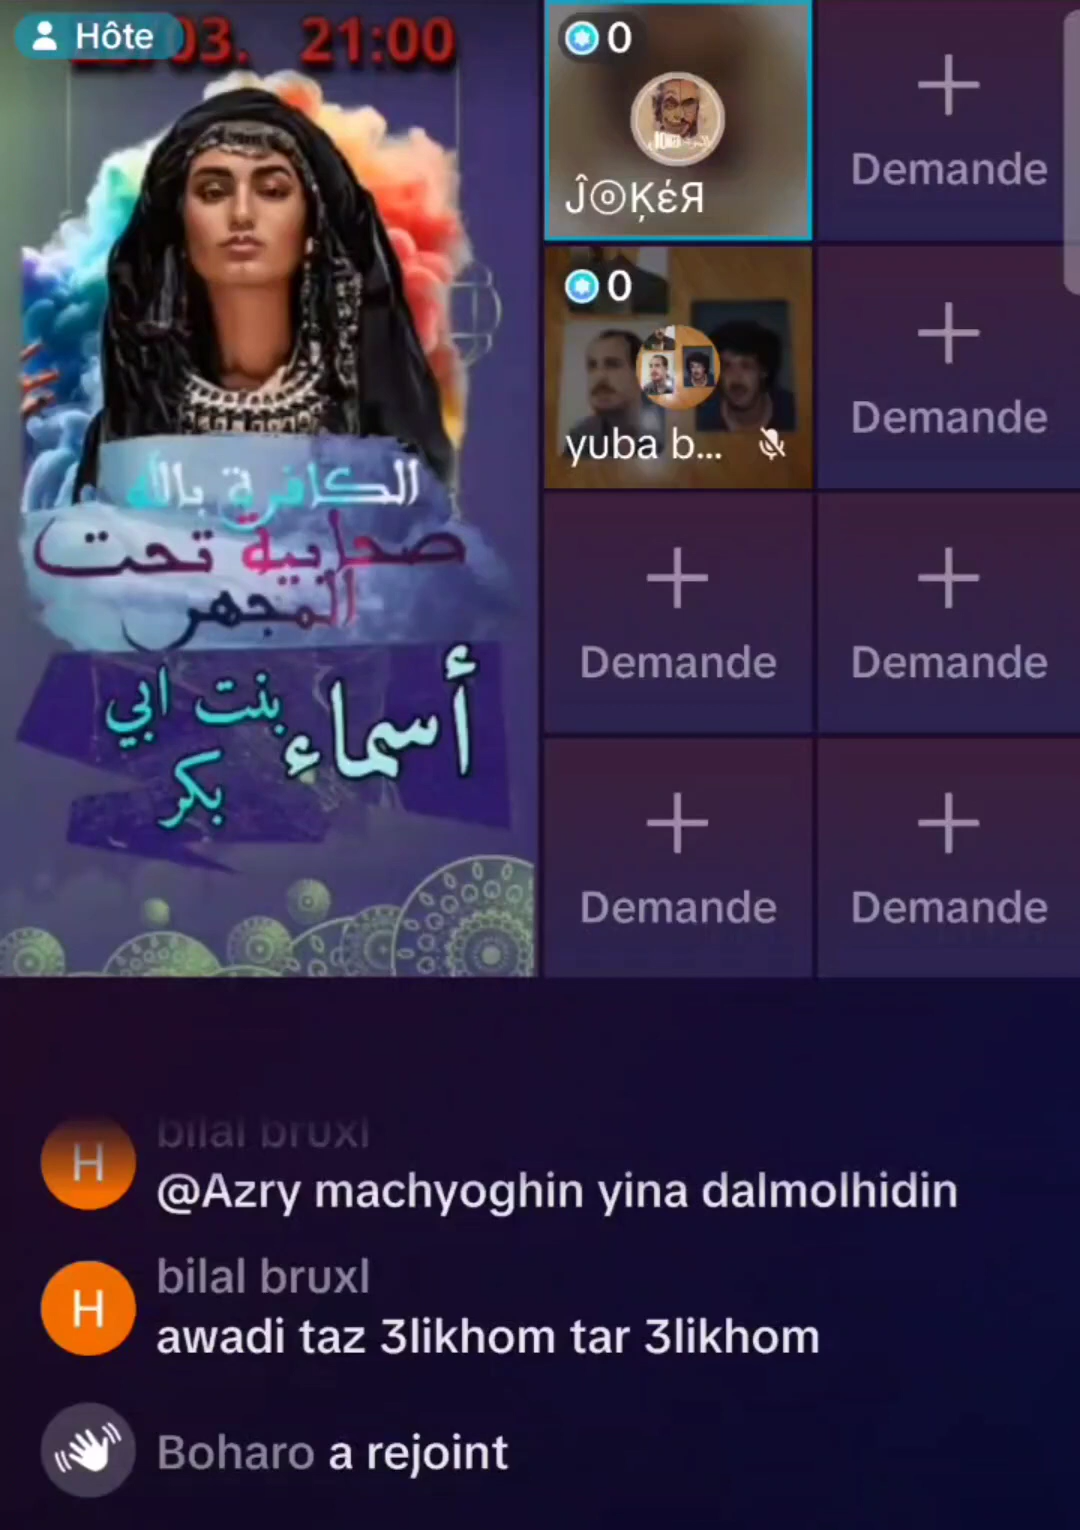 Hôte
03. 21:00
الكافرة بالله
صحابية تحت
المجهر
أسماء بنت ابي
بكر
0
Demande
0
yuba b...
Demande
Demande
Demande
Demande
Demande
bilal bruxl
@Azry machyoghin yina dalmolhidin
bilal bruxl
awadi taz 3likhom tar 3likhom
Boharo a rejoint